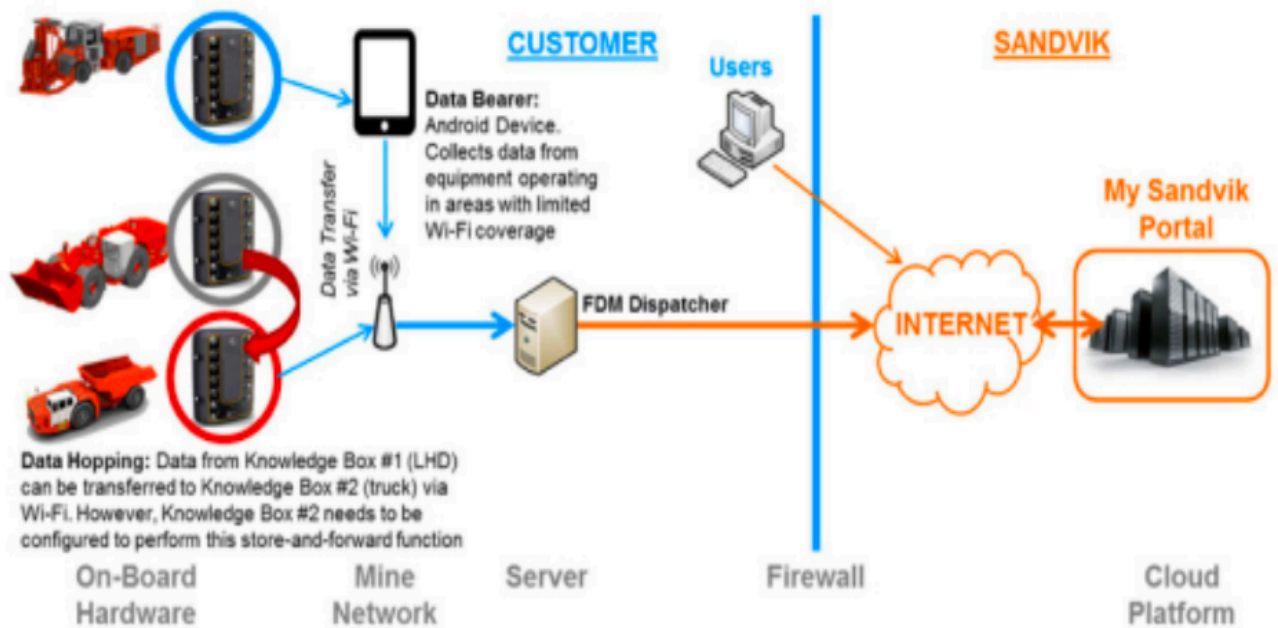 CUSTOMER
SANDVIK
Users
Data Bearer:
Android Device.
Collects data from
equipment operating
in areas with limited
Wi-Fi coverage
My Sandvik
Portal
Data Transfer
via Wi-Fi
FDM Dispatcher
INTERNET
Data Hopping: Data from Knowledge Box #1 (LHD)
can be transferred to Knowledge Box #2 (truck) via
Wi-Fi. However, Knowledge Box #2 needs to be
configured to perform this store-and-forward function
On-Board
Hardware
Mine
Network
Server
Firewall
Cloud
Platform